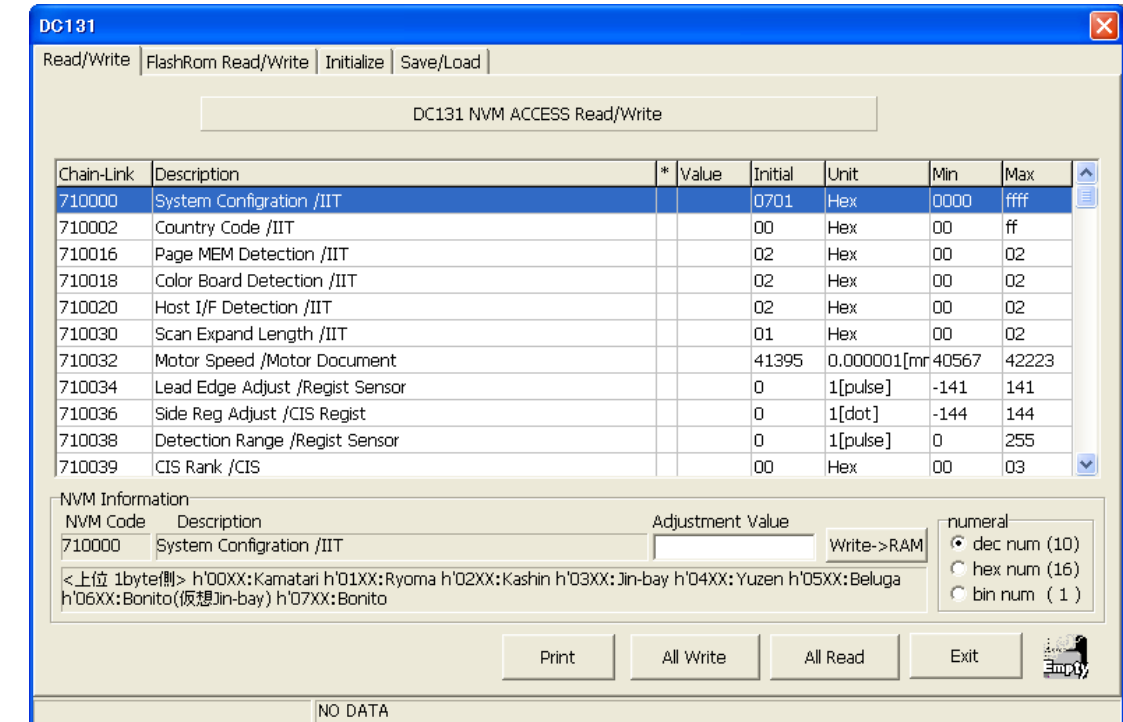 DC131
Read/Write FlashRom Read/Write Initialize Save/Load
DC131 NVM ACCESS Read/Write
Chain-Link Description * Value Initial Unit Min Max
710000 System Configration /IIT 0701 Hex 0000 ffff
710002 Country Code /IIT 00 Hex 00 ff
710016 Page MEM Detection /IIT 02 Hex 00 02
710018 Color Board Detection /IIT 02 Hex 00 02
710020 Host I/F Detection /IIT 02 Hex 00 02
710030 Scan Expand Length /IIT 01 Hex 00 02
710032 Motor Speed /Motor Document 41395 0.000001[mr 40567 42223
710034 Lead Edge Adjust /Regist Sensor 0 1[pulse] -141 141
710036 Side Reg Adjust /CIS Regist 0 1[dot] -144 144
710038 Detection Range /Regist Sensor 0 1[pulse] 0 255
710039 CIS Rank /CIS 00 Hex 00 03
NVM Information
NVM Code Description Adjustment Value numeral
710000 System Configration /IIT Write->RAM dec num (10)
hex num (16)
bin num ( 1 )
<上位 1byte側> h'00XX:Kamatari h'01XX:Ryoma h'02XX:Kashin h'03XX:Jin-bay h'04XX:Yuzen h'05XX:Beluga
h'06XX:Bonito(仮想Jin-bay) h'07XX:Bonito
Print All Write All Read Exit Empty
NO DATA